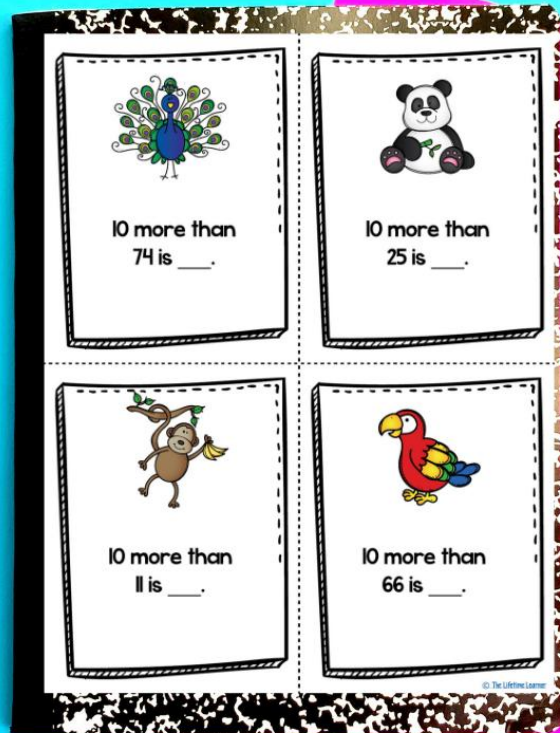 10 more than
74 is ___.
10 more than
25 is ___.
10 more than
11 is ___.
10 more than
66 is ___.
© The Lifetime Learner